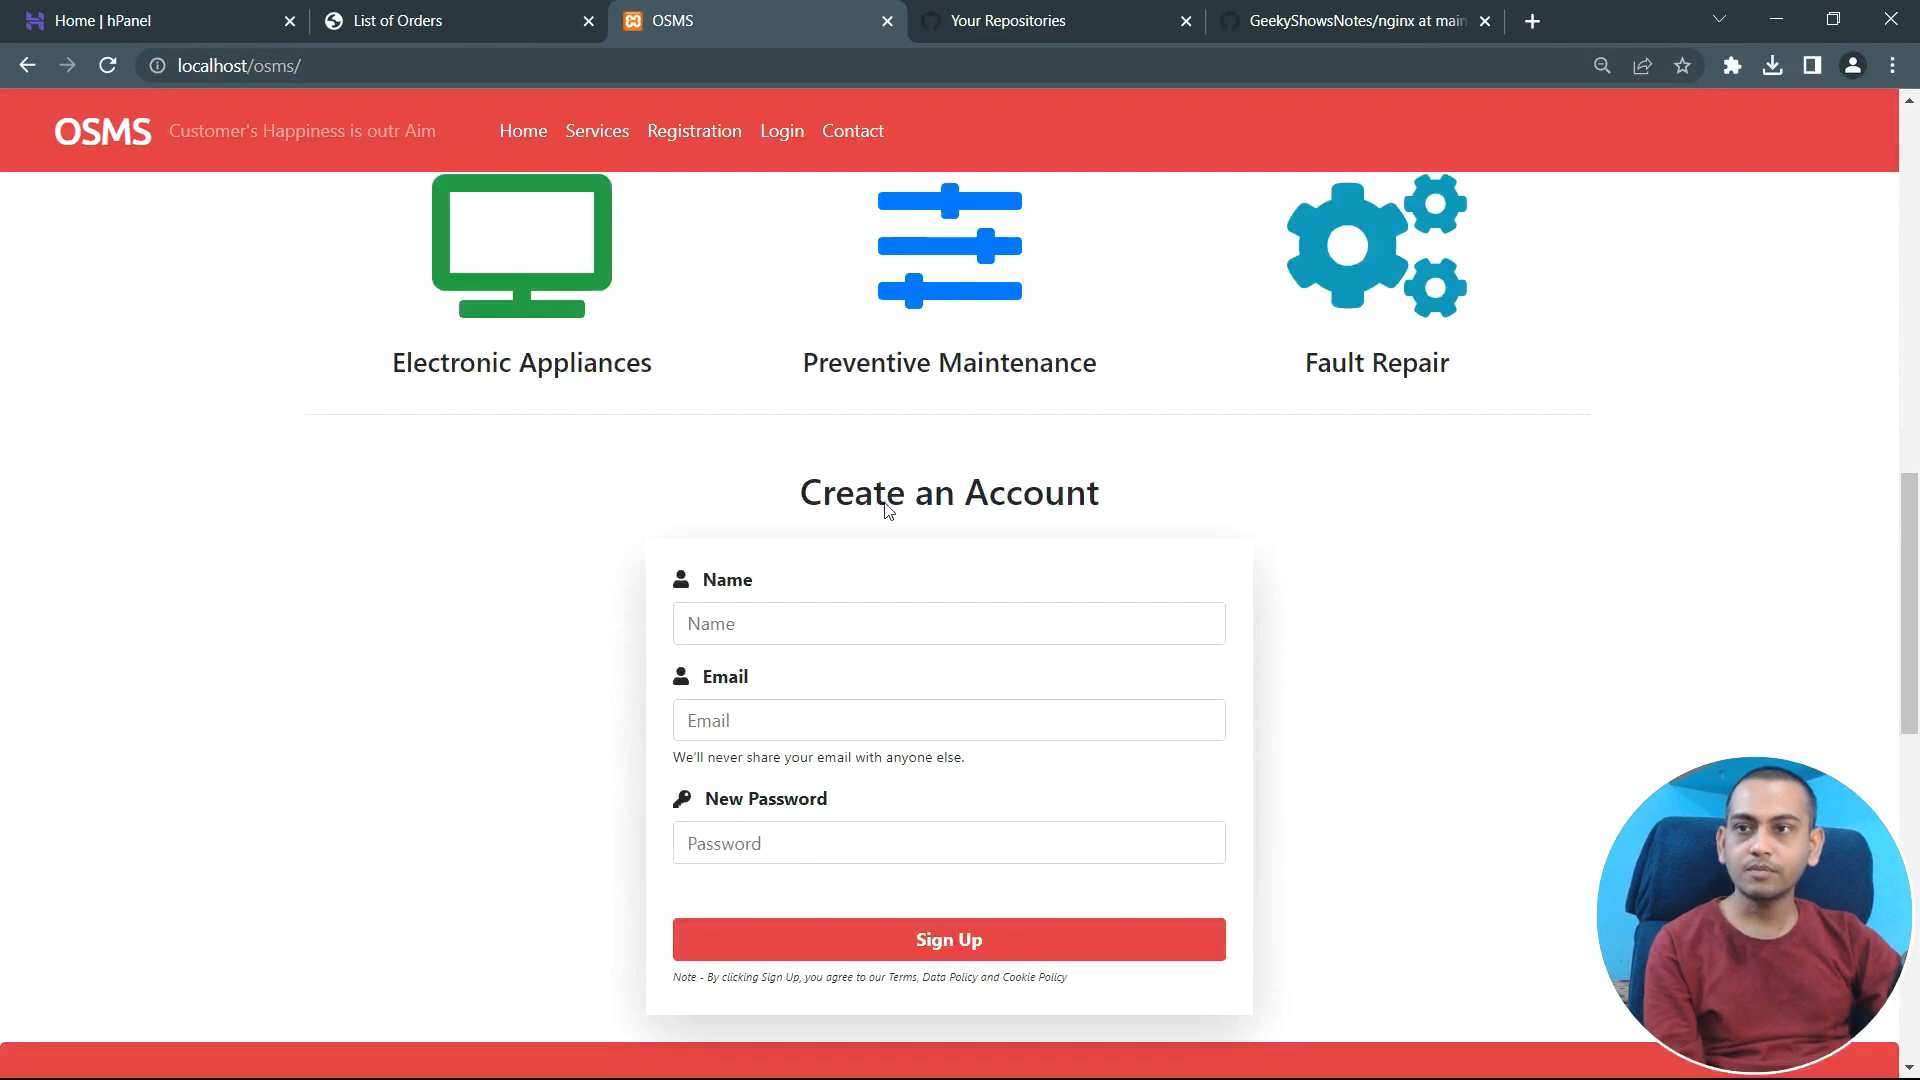 Home | hPanel
List of Orders
OSMS
Your Repositories
GeekyShowsNotes/nginx at main
localhost/osms/
OSMS Customer's Happiness is outr Aim Home Services Registration Login Contact
Electronic Appliances
Preventive Maintenance
Fault Repair
Create an Account
Name
Name
Email
Email
We'll never share your email with anyone else.
New Password
Password
Sign Up
Note - By clicking Sign Up, you agree to our Terms, Data Policy and Cookie Policy